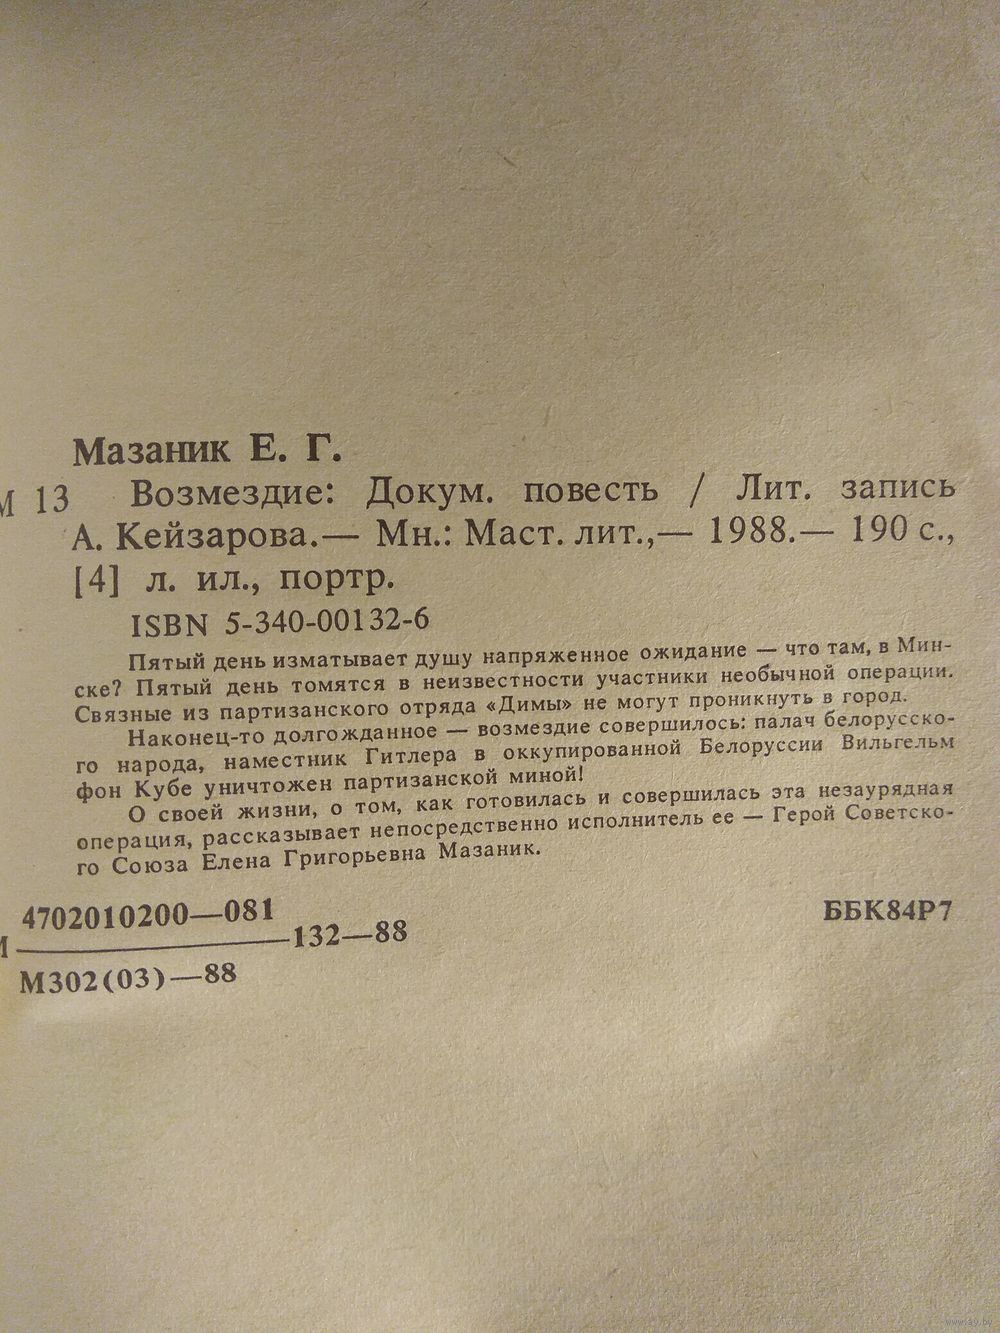 Мазаник Е. Г.
М 13 Возмездие: Докум. повесть / Лит. запись
А. Кейзарова.— Мн.: Маст. лит.,— 1988.— 190 с.,
[4] л. ил., портр.
ISBN 5-340-00132-6
Пятый день изматывает душу напряженное ожидание — что там, в Мин-
ске? Пятый день томятся в неизвестности участники необычной операции.
Связные из партизанского отряда «Димы» не могут проникнуть в город.
Наконец-то долгожданное — возмездие совершилось: палач белорусско-
го народа, наместник Гитлера в оккупированной Белоруссии Вильгельм
фон Кубе уничтожен партизанской миной!
О своей жизни, о том, как готовилась и совершилась эта незаурядная
операция, рассказывает непосредственно исполнитель ее — Герой Советско-
го Союза Елена Григорьевна Мазаник.
4702010200—081
М 132—88
М302(03)—88
ББК84Р7
www.ay.by